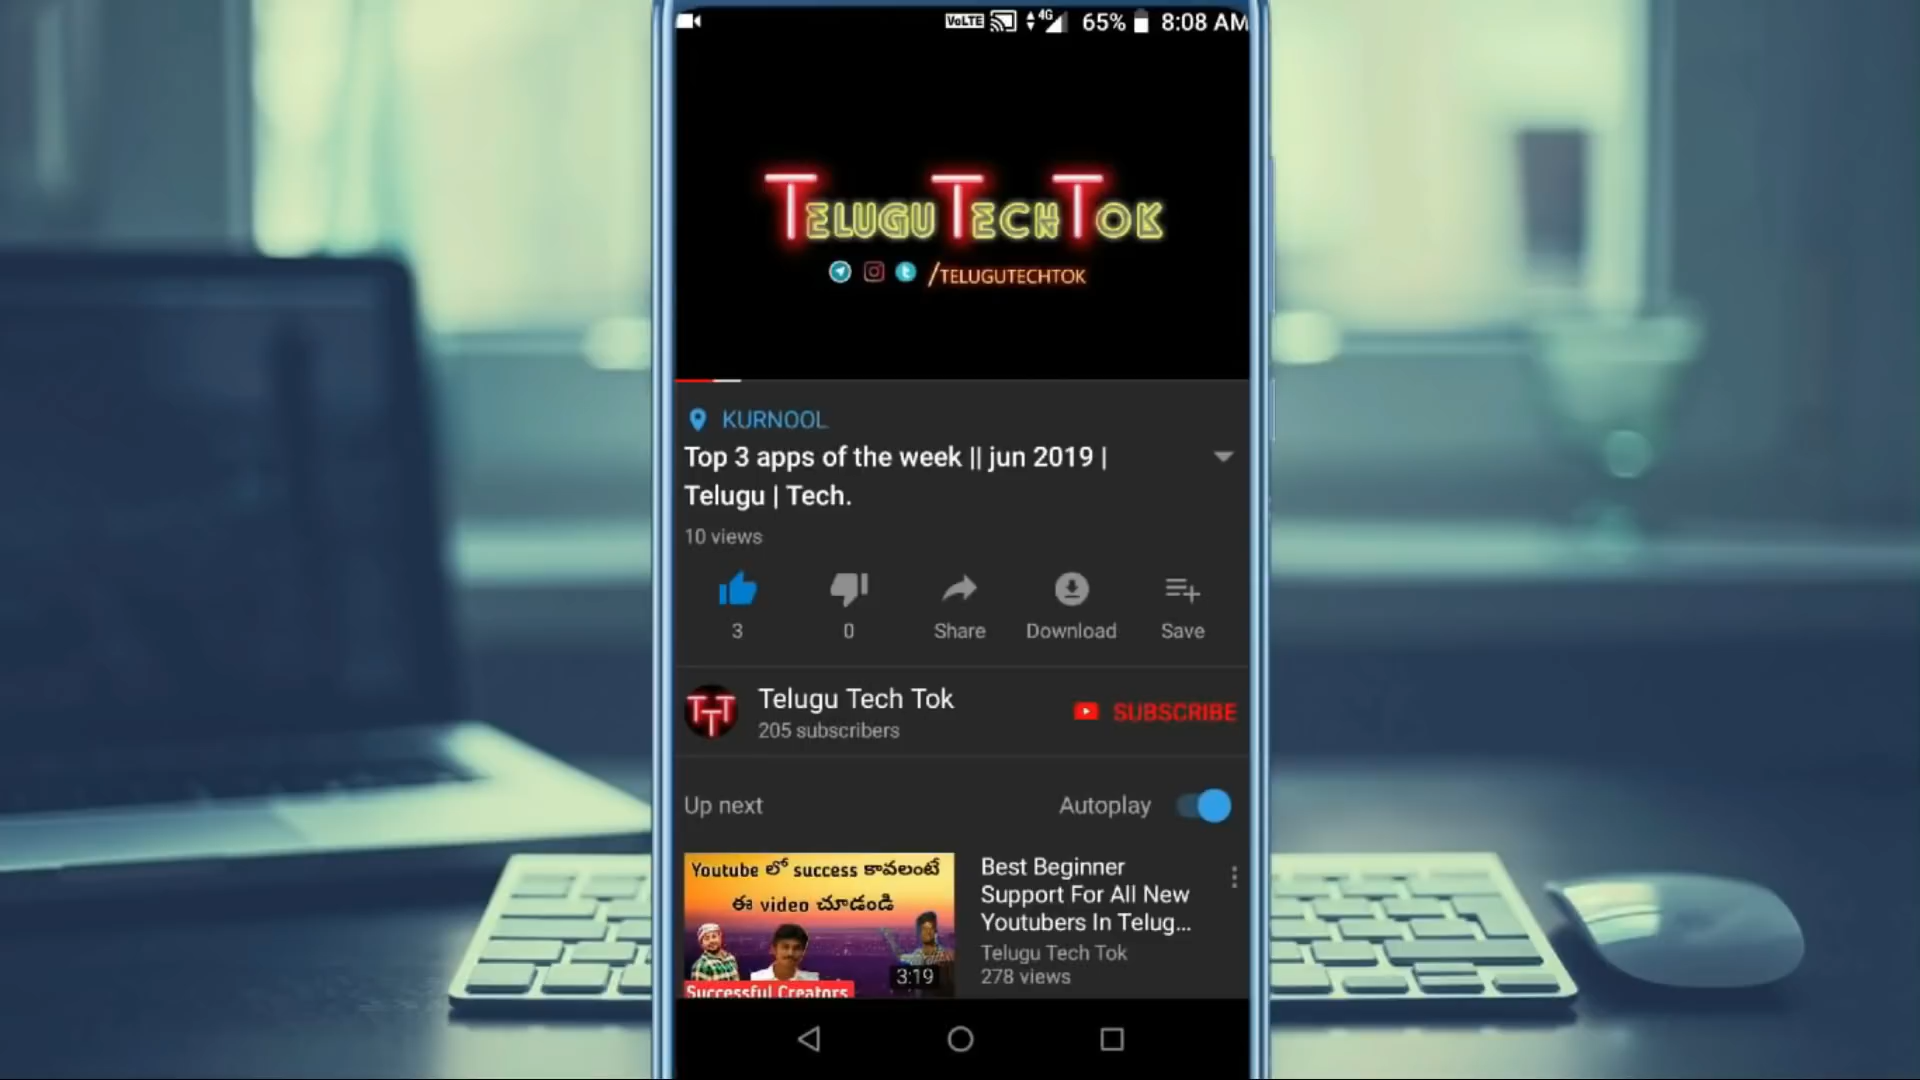 VoLTE 4G 65% 8:08 AM
TELUGU TECH TOK
/TELUGUTECHTOK
KURNOOL
Top 3 apps of the week || jun 2019 |
Telugu | Tech.
10 views
3 0 Share Download Save
TTT
Telugu Tech Tok
205 subscribers
SUBSCRIBE
Up next
Autoplay
Youtube లో success కావలంటే
ఈ video చూడండి
Successful Creators
3:19
Best Beginner
Support For All New
Youtubers In Telug...
Telugu Tech Tok
278 views